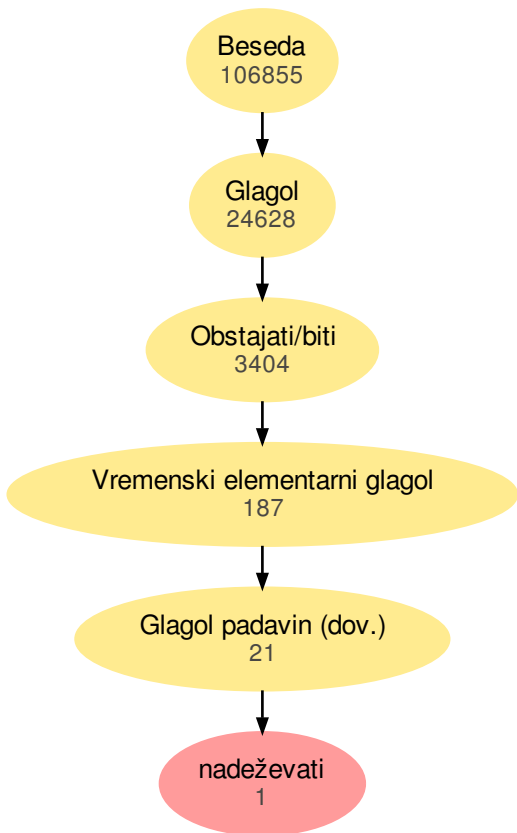 Beseda
106855
Glagol
24628
Obstajati/biti
3404
Vremenski elementarni glagol
187
Glagol padavin (dov.)
21
nadeževati
1